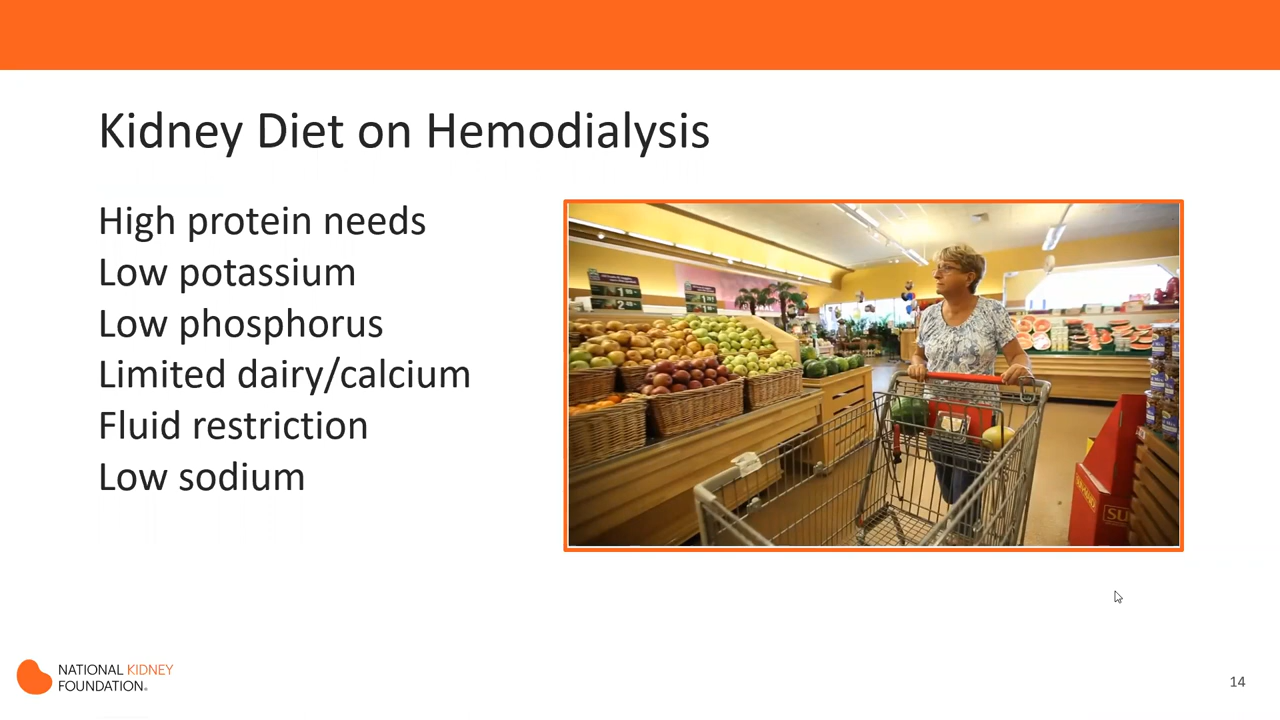 Kidney Diet on Hemodialysis
High protein needs
Low potassium
Low phosphorus
Limited dairy/calcium
Fluid restriction
Low sodium
SU
NATIONAL KIDNEY
FOUNDATION®
14